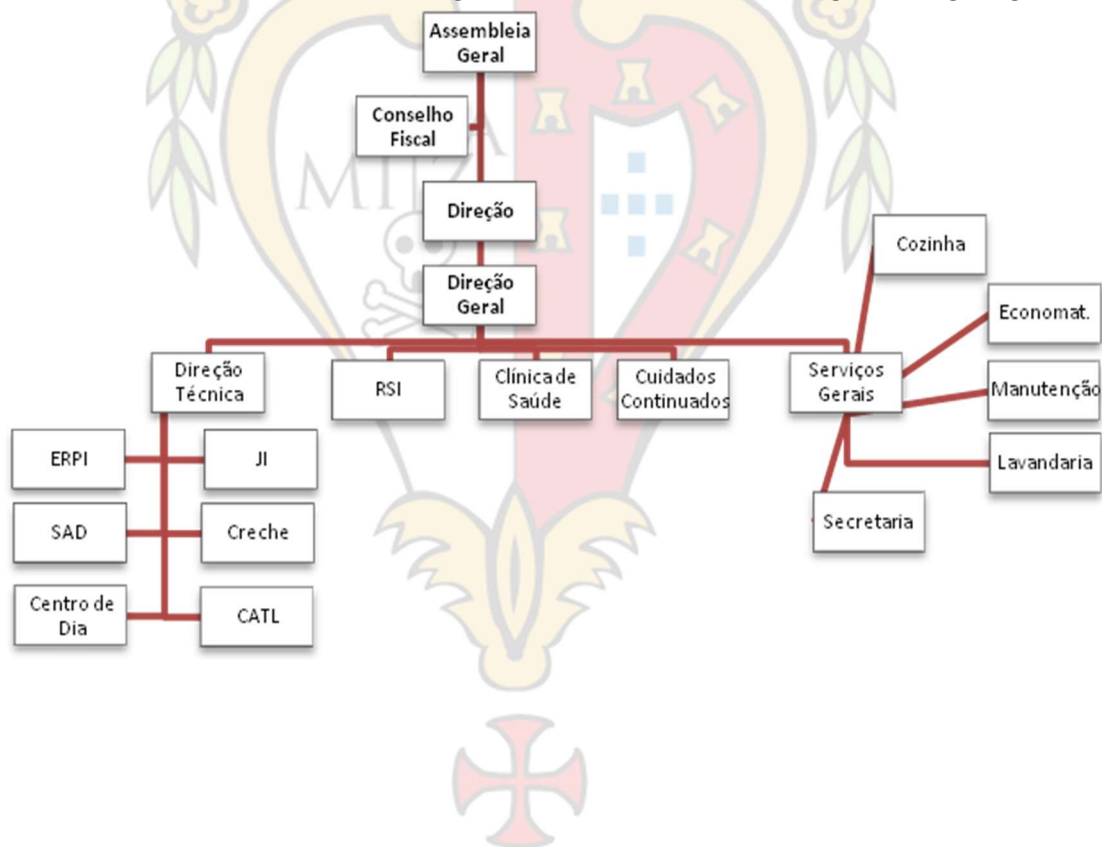 Assembleia
Geral
Conselho
Fiscal
Direção
Direção
Geral
Direção
Técnica
RSI
Clínica de
Saúde
Cuidados
Continuados
Serviços
Gerais
Cozinha
Economat.
Manutenção
Lavandaria
Secretaria
ERPI
JI
SAD
Creche
Centro de
Dia
CATL